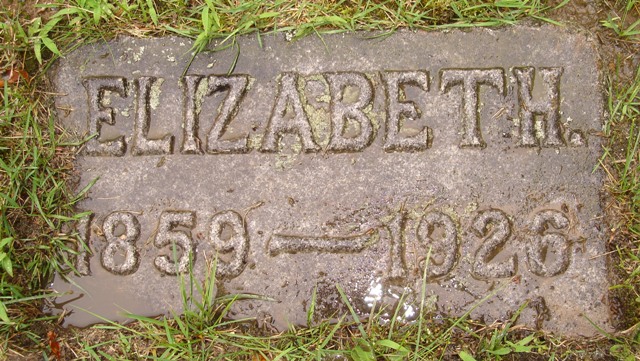 ELIZABETH.
1859 — 1926